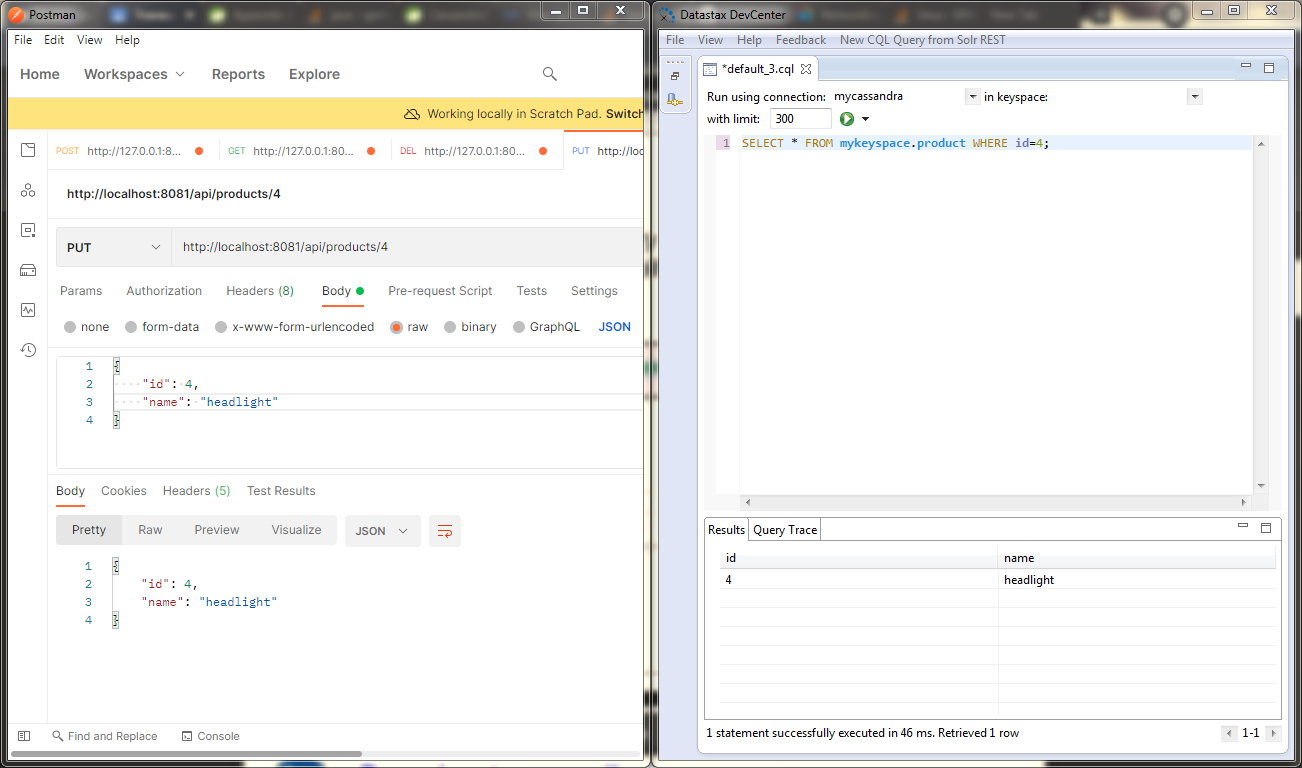 Postman
File Edit View Help
Home Workspaces Reports Explore
Working locally in Scratch Pad. Switch
POST http://127.0.0.1:8... GET http://127.0.0.1:80... DEL http://127.0.0.1:80... PUT http://loc
http://localhost:8081/api/products/4
PUT http://localhost:8081/api/products/4
Params Authorization Headers (8) Body Pre-request Script Tests Settings
none form-data x-www-form-urlencoded raw binary GraphQL JSON
1 {
2 "id": 4,
3 "name": "headlight"
4 }
Body Cookies Headers (5) Test Results
Pretty Raw Preview Visualize JSON
1 {
2 "id": 4,
3 "name": "headlight"
4 }
Find and Replace Console
Datastax DevCenter
File View Help Feedback New CQL Query from Solr REST
*default_3.cql
Run using connection: mycassandra in keyspace:
with limit: 300
1 SELECT * FROM mykeyspace.product WHERE id=4;
Results Query Trace
id name
4 headlight
1 statement successfully executed in 46 ms. Retrieved 1 row 1-1